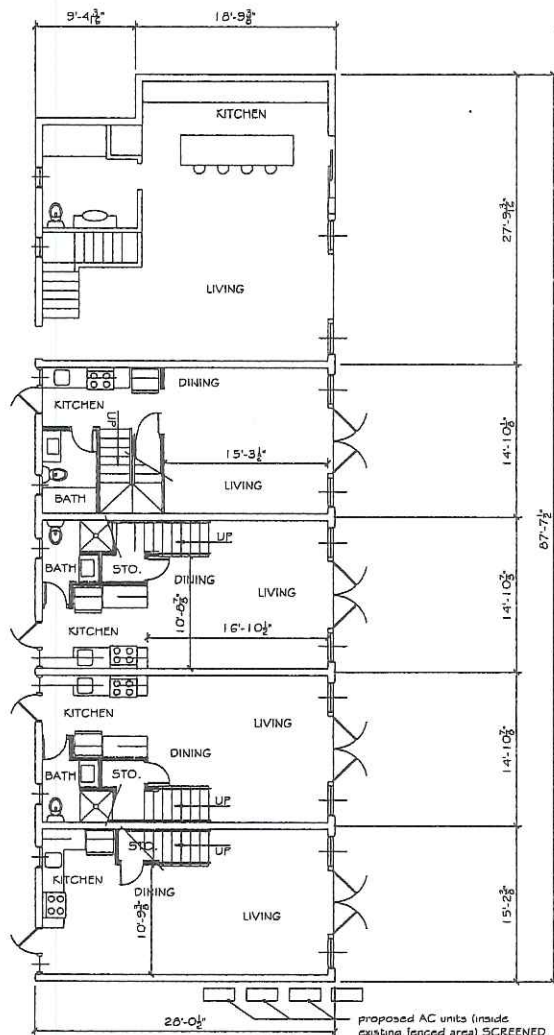 9'-4 3/16"
18'-9 3/8"
KITCHEN
LIVING
27'-9 3/12"
DINING
KITCHEN
UP
15'-3 1/2"
LIVING
BATH
14'-10 1/8"
87'-7 1/2"
UP
BATH
STO.
DINING
LIVING
10'-8 7/8"
KITCHEN
16'-10 1/2"
14'-10 7/8"
KITCHEN
LIVING
DINING
BATH
STO.
UP
14'-10 7/8"
STO.
UP
KITCHEN
DINING
LIVING
10'-9 3/8"
15'-2 3/8"
28'-0 1/2"
proposed AC units (inside
existing fenced area) SCREENED